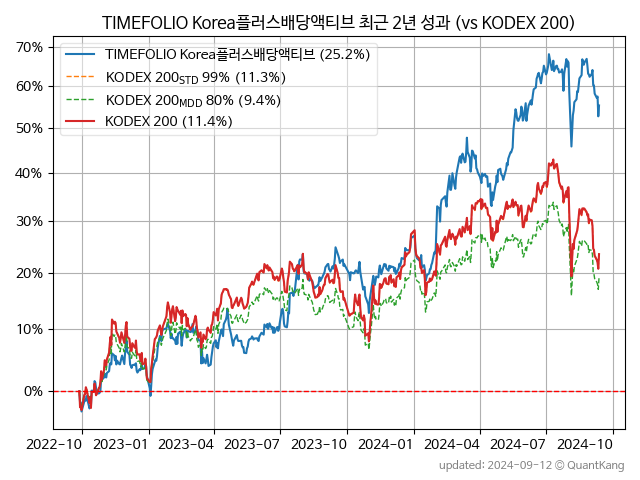 TIMEFOLIO Korea플러스배당액티브 최근 2년 성과 (vs KODEX 200)
TIMEFOLIO Korea플러스배당액티브 (25.2%)
KODEX 200STD 99% (11.3%)
KODEX 200MDD 80% (9.4%)
KODEX 200 (11.4%)
70%
60%
50%
40%
30%
20%
10%
0%
2022-10 2023-01 2023-04 2023-07 2023-10 2024-01 2024-04 2024-07 2024-10
updated: 2024-09-12 © QuantKang